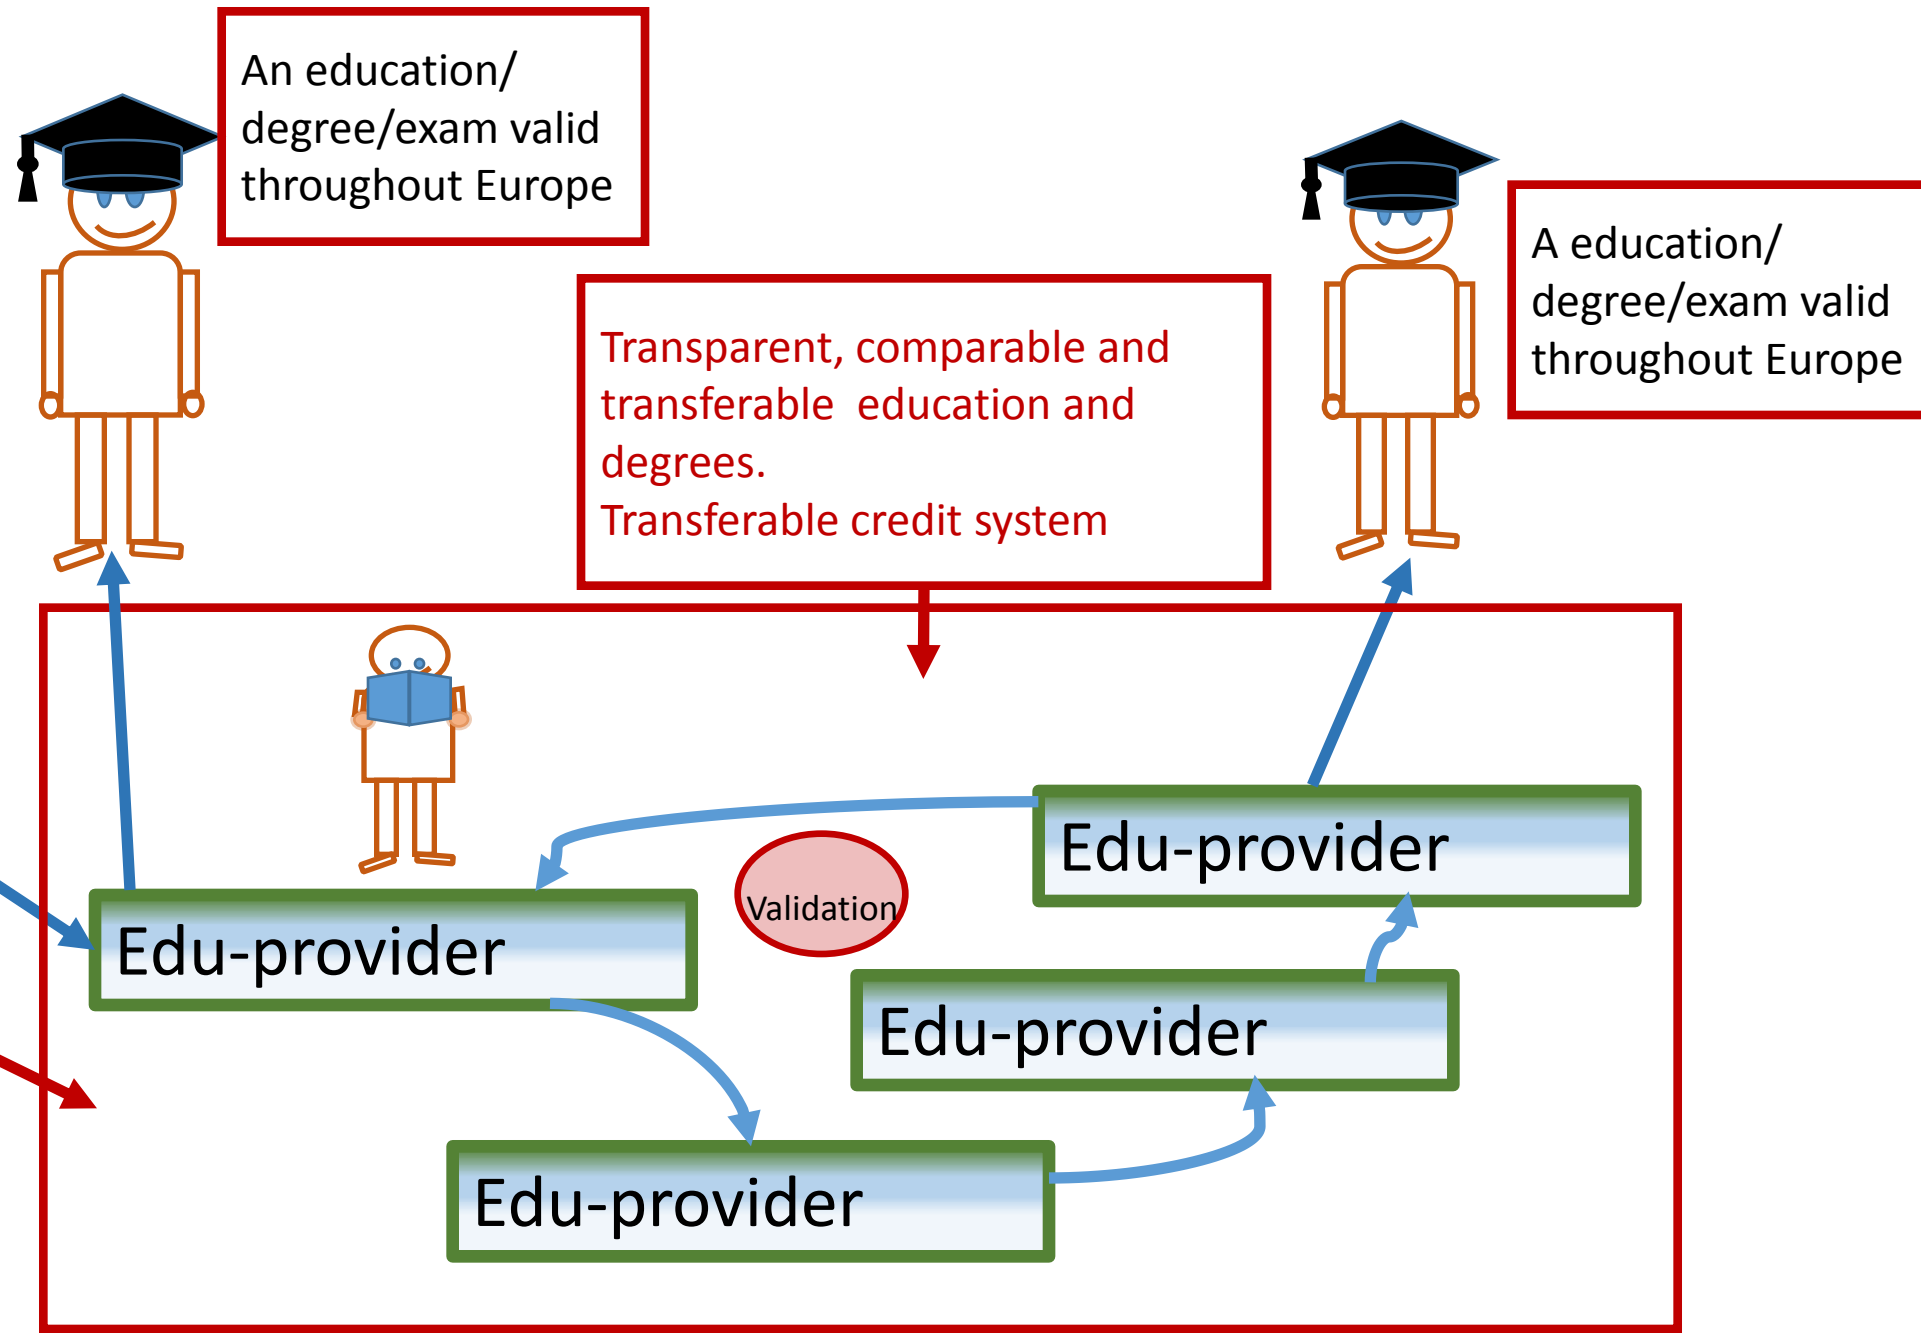 An education/
degree/exam valid
throughout Europe
A education/
degree/exam valid
throughout Europe
Transparent, comparable and
transferable education and
degrees.
Transferable credit system
Edu-provider
Validation
Edu-provider
Edu-provider
Edu-provider